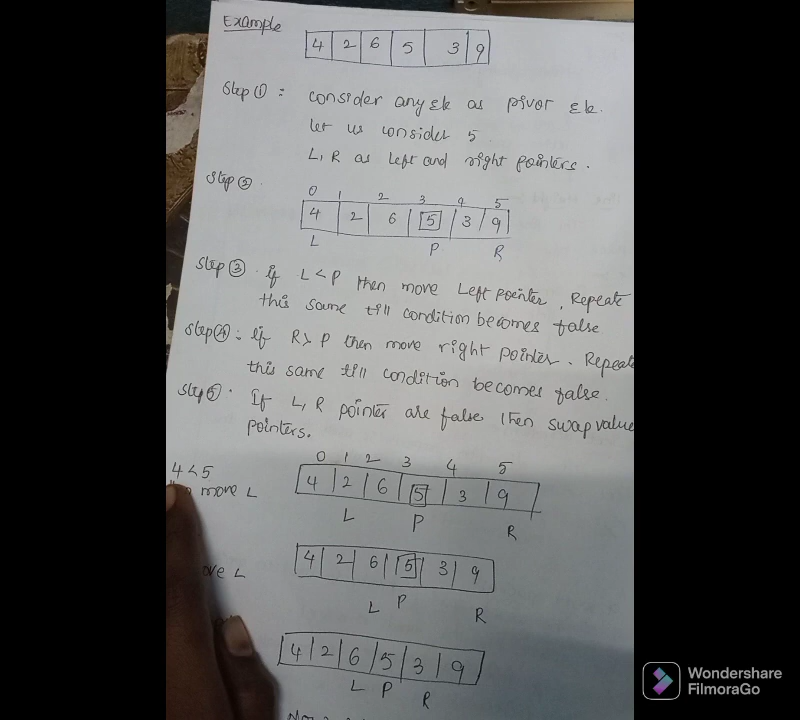 Example
4 2 6 5 3 9
Step ① : consider any Ele as pivot Ele.
let us consider 5.
L, R as left and right pointers.
Step ②
0 1 2 3 4 5
4 2 6 5 3 9
L P R
Step ③ . if L < P then move Left pointer, Repeat
this same till condition becomes false
Step ④ : if R > P then move right pointer. Repeat
this same till condition becomes false.
Step ⑤ . If L, R pointer are false then swap value
pointers.
0 1 2 3 4 5
4 < 5
4 2 6 5 3 9
move L
L P R
4 2 6 5 3 9
L
L P R
4 2 6 5 3 9
L P R
Wondershare
FilmoraGo